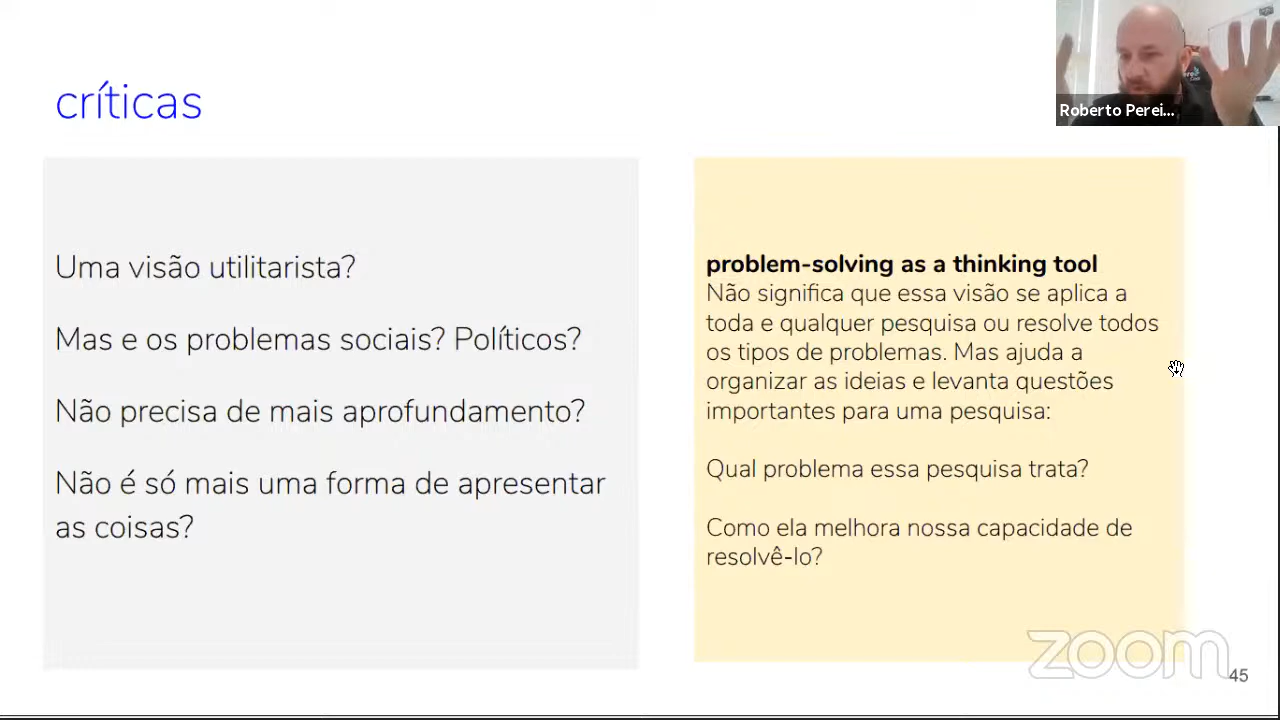 críticas
Roberto Perei...
Uma visão utilitarista?
Mas e os problemas sociais? Políticos?
Não precisa de mais aprofundamento?
Não é só mais uma forma de apresentar
as coisas?
problem-solving as a thinking tool
Não significa que essa visão se aplica a
toda e qualquer pesquisa ou resolve todos
os tipos de problemas. Mas ajuda a
organizar as ideias e levanta questões
importantes para uma pesquisa:
Qual problema essa pesquisa trata?
Como ela melhora nossa capacidade de
resolvê-lo?
zoom
45